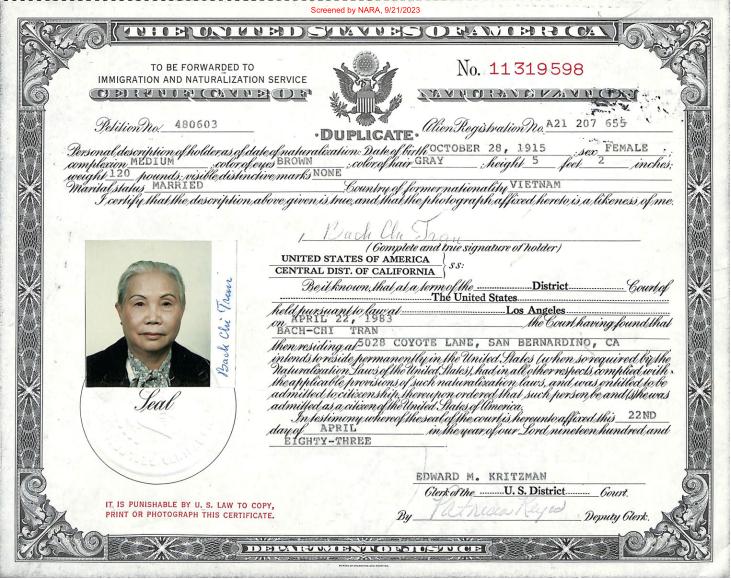 Screened by NARA, 9/21/2023
THE UNITED STATES OF AMERICA
TO BE FORWARDED TO
IMMIGRATION AND NATURALIZATION SERVICE
No. 11319598
CERTIFICATE OF NATURALIZATION
Petition No. 480603
·DUPLICATE·
Alien Registration No. A21 207 655
Personal description of holder as of date of naturalization: Date of birth OCTOBER 28, 1915 sex FEMALE
complexion MEDIUM color of eyes BROWN color of hair GRAY height 5 feet 2 inches;
weight 120 pounds; visible distinctive marks NONE
Marital status MARRIED Country of former nationality VIETNAM
I certify that the description above given is true, and that the photograph affixed hereto is a likeness of me.
Bach Chi Tran
(Complete and true signature of holder)
UNITED STATES OF AMERICA
CENTRAL DIST. OF CALIFORNIA
ss:
Be it known, that at a term of the District Court of
The United States
held pursuant to law at Los Angeles
on APRIL 22, 1983 the Court having found that
BACH-CHI TRAN
then residing at 5028 COYOTE LANE, SAN BERNARDINO, CA
intends to reside permanently in the United States (when so required by the
Naturalization Laws of the United States), had in all other respects complied with
the applicable provisions of such naturalization laws, and was entitled to be
admitted to citizenship, thereupon ordered that such person be and (s)he was
admitted as a citizen of the United States of America.
In testimony whereof the seal of the court is hereunto affixed this 22ND
day of APRIL in the year of our Lord nineteen hundred and
EIGHTY-THREE
Bach Chi Tran
Seal
IT IS PUNISHABLE BY U. S. LAW TO COPY,
PRINT OR PHOTOGRAPH THIS CERTIFICATE.
EDWARD M. KRITZMAN
Clerk of the U. S. District Court.
By Patricia Reyes Deputy Clerk.
DEPARTMENT OF JUSTICE